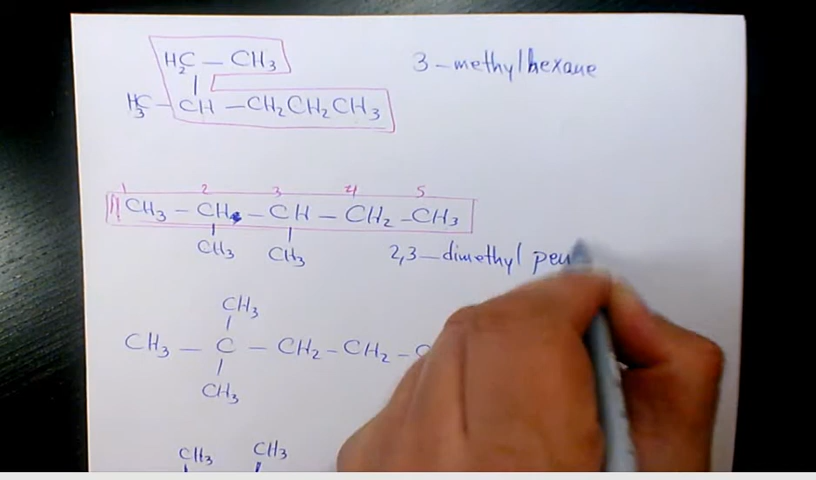 H₂C — CH₃ 3-methylhexane
H₃C — CH — CH₂CH₂CH₃
1 2 3 4 5
CH₃ — CH — CH — CH₂ — CH₃
CH₃ CH₃ 2,3-dimethyl pen
CH₃
CH₃ — C — CH₂ - CH₂ - C
CH₃
CH₃ CH₃